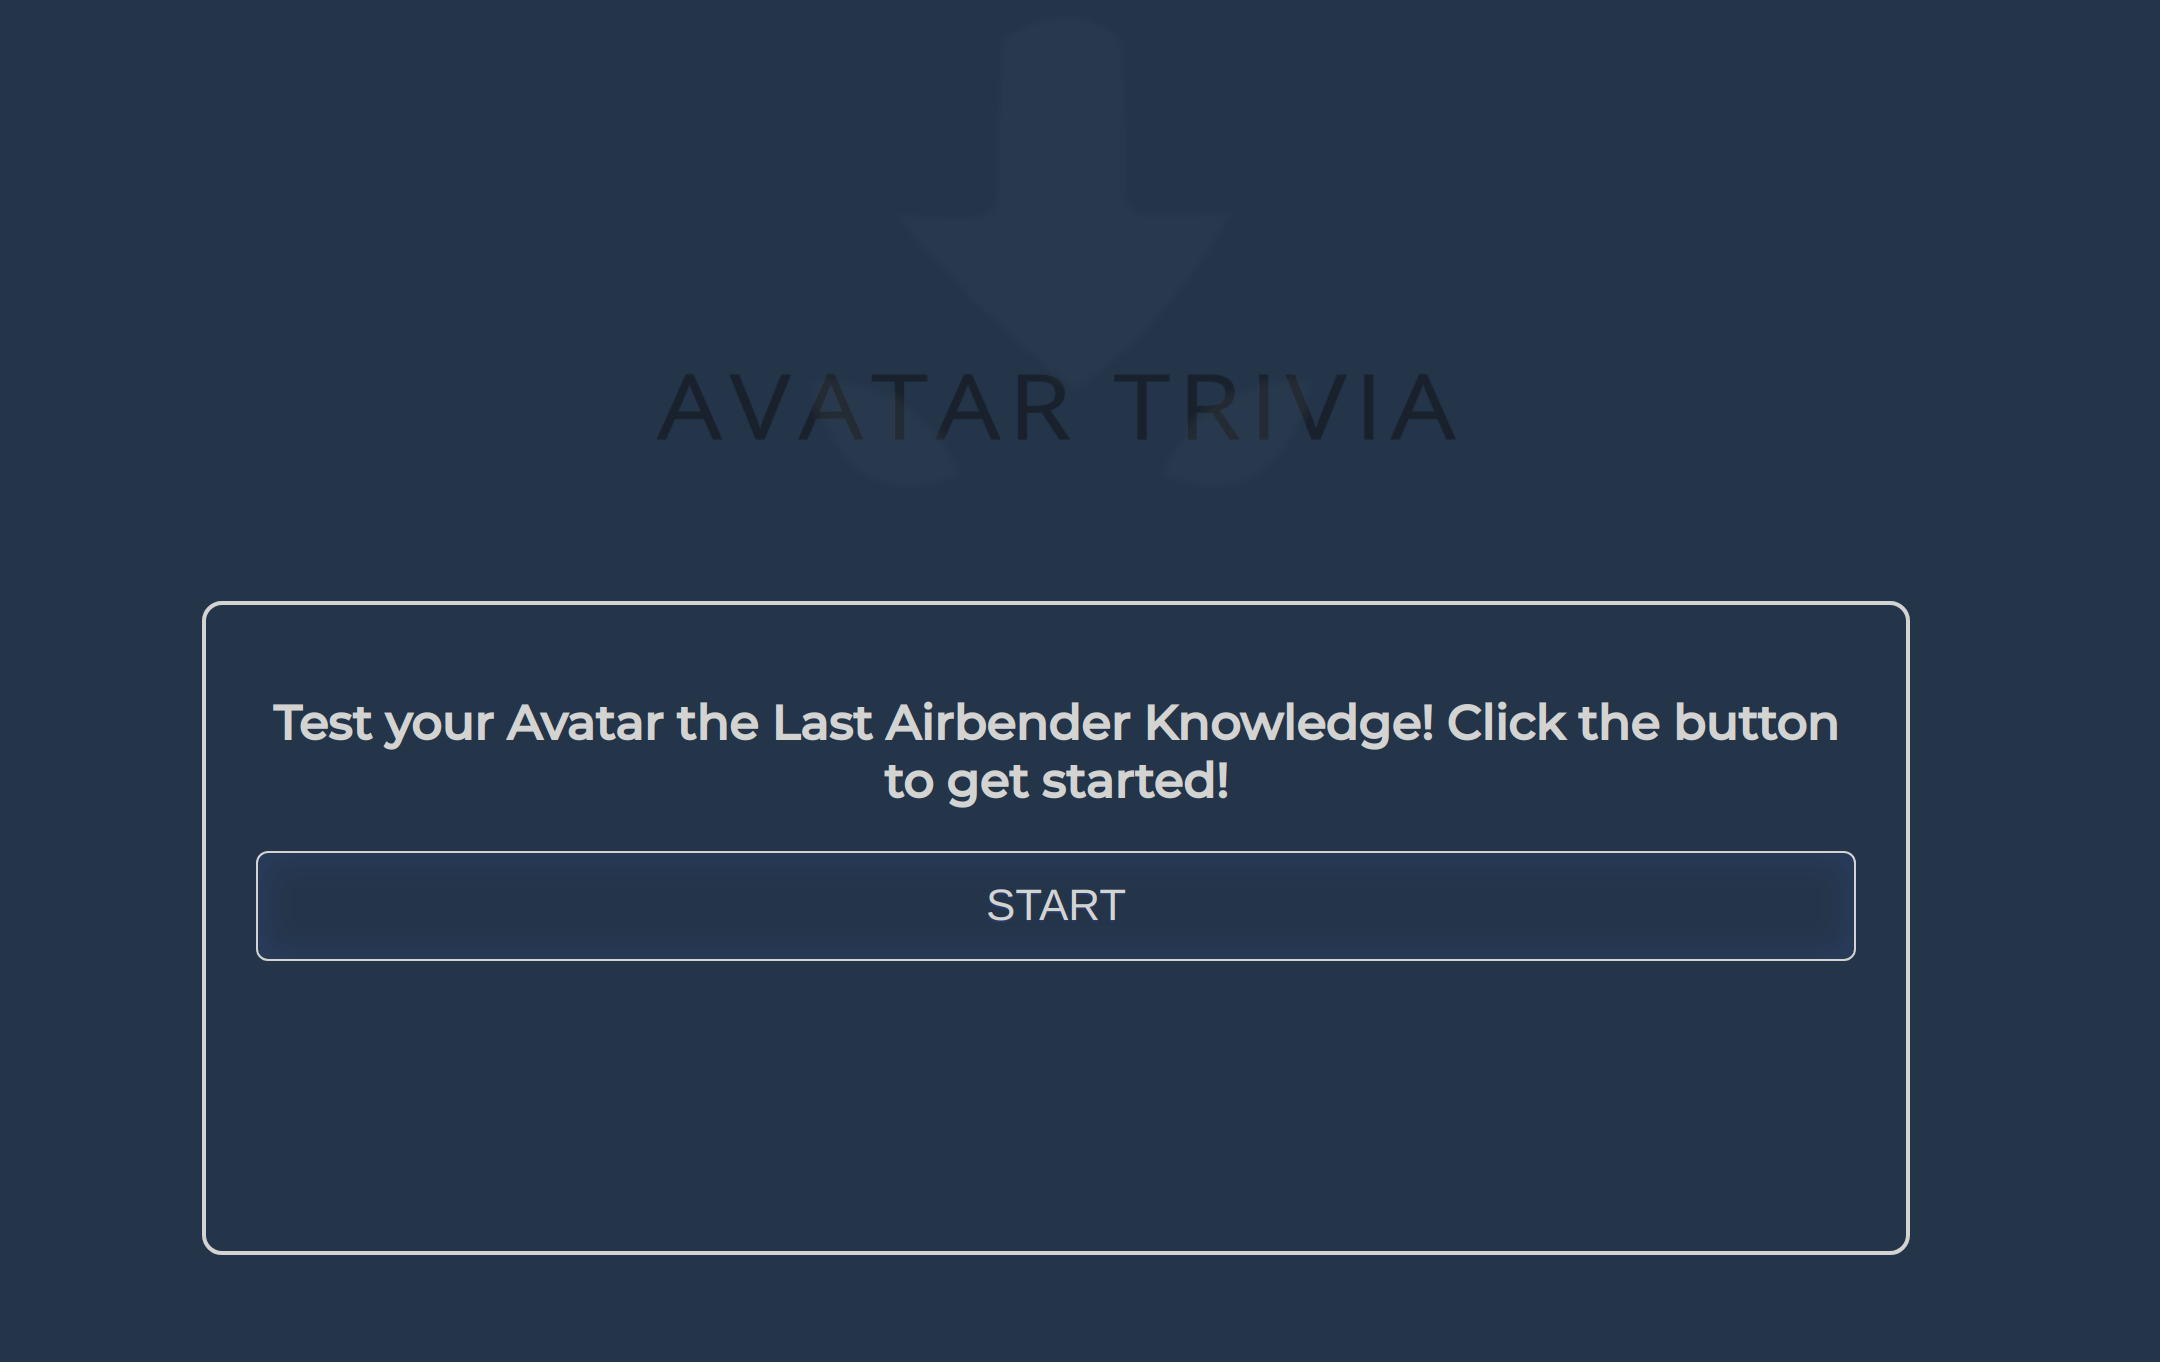 AVATAR TRIVIA
Test your Avatar the Last Airbender Knowledge! Click the button
to get started!
START